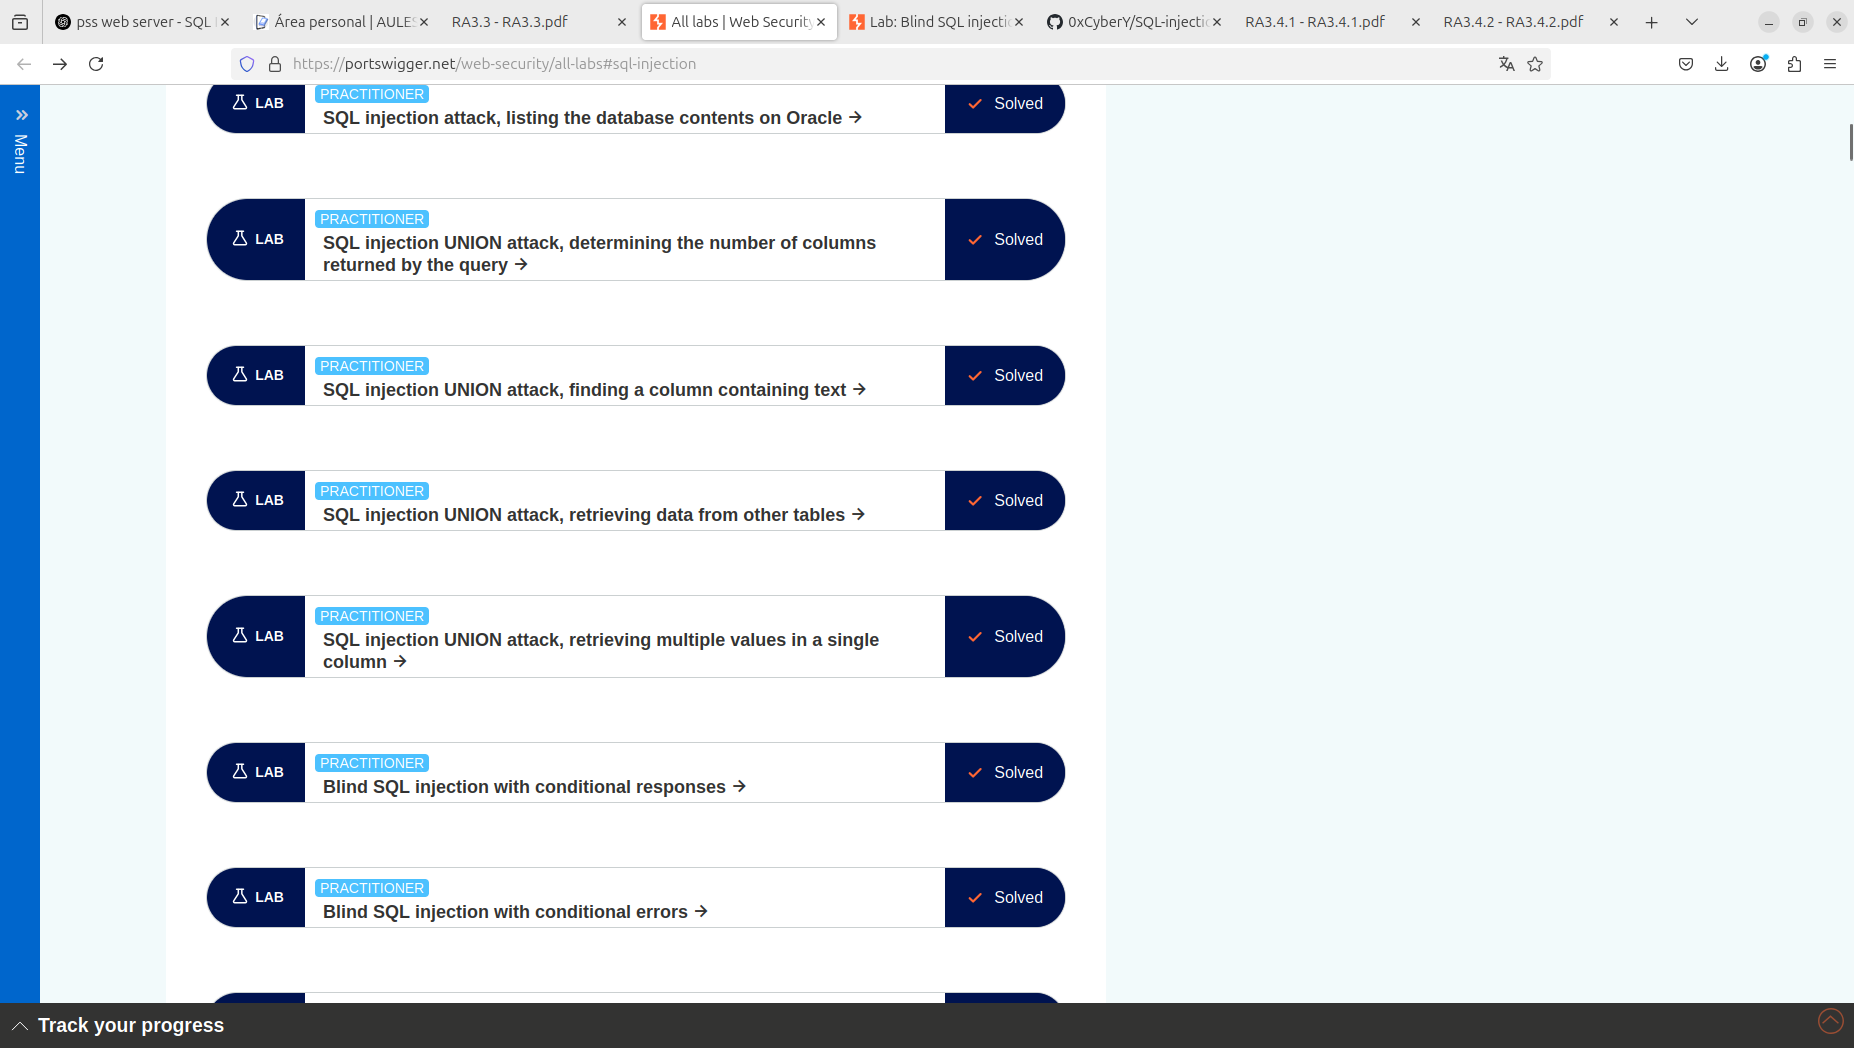 pss web server - SQL
Área personal | AULES
RA3.3 - RA3.3.pdf
All labs | Web Security
Lab: Blind SQL injectio
0xCyberY/SQL-injectio
RA3.4.1 - RA3.4.1.pdf
RA3.4.2 - RA3.4.2.pdf
https://portswigger.net/web-security/all-labs#sql-injection
Menu
LAB
PRACTITIONER
SQL injection attack, listing the database contents on Oracle →
Solved
LAB
PRACTITIONER
SQL injection UNION attack, determining the number of columns
returned by the query →
Solved
LAB
PRACTITIONER
SQL injection UNION attack, finding a column containing text →
Solved
LAB
PRACTITIONER
SQL injection UNION attack, retrieving data from other tables →
Solved
LAB
PRACTITIONER
SQL injection UNION attack, retrieving multiple values in a single
column →
Solved
LAB
PRACTITIONER
Blind SQL injection with conditional responses →
Solved
LAB
PRACTITIONER
Blind SQL injection with conditional errors →
Solved
Track your progress